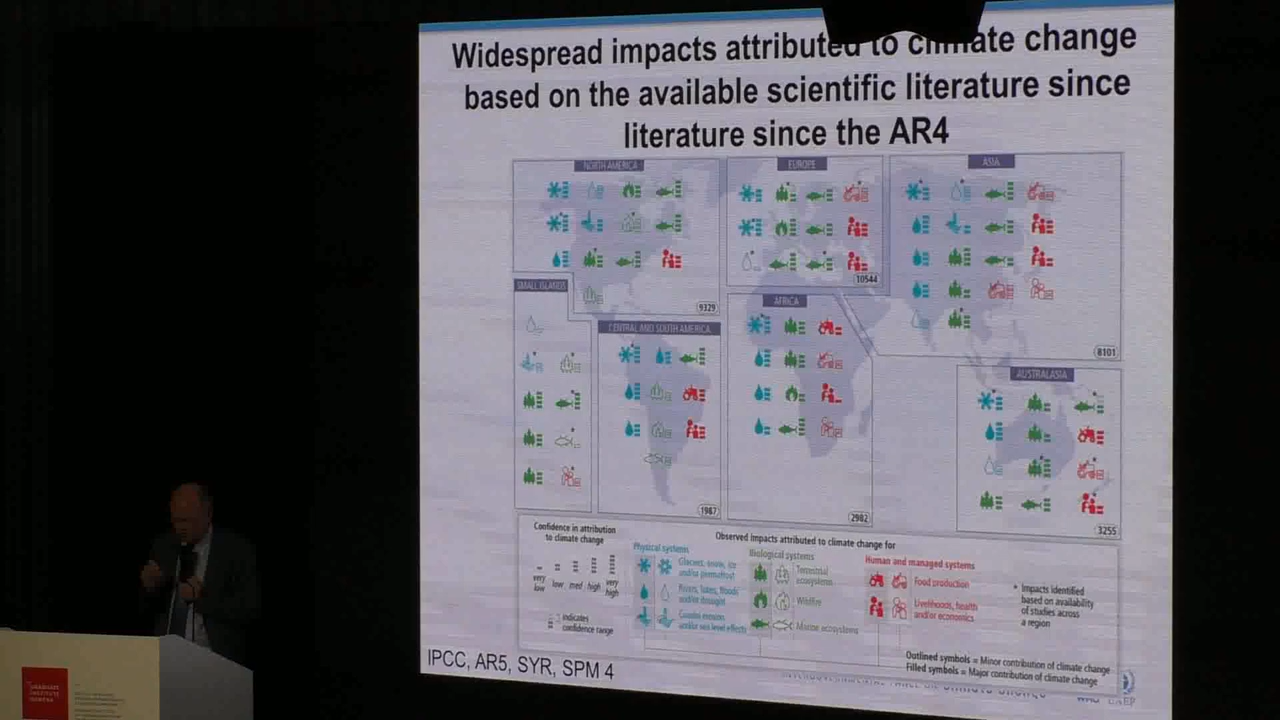 Widespread impacts attributed to climate change
based on the available scientific literature since
literature since the AR4
NORTH AMERICA
EUROPE
ASIA
10544
SMALL ISLANDS
9329
AFRICA
CENTRAL AND SOUTH AMERICA
8101
AUSTRALASIA
1987
2982
3255
Confidence in attribution
to climate change
very low
low
med
high
very high
indicates
confidence range
Observed impacts attributed to climate change for
Physical systems
Glaciers, snow, ice
and/or permafrost
Rivers, lakes, floods
and/or drought
Coastal erosion
and/or sea level effects
Biological systems
Terrestrial
ecosystems
Wildfire
Marine ecosystems
Human and managed systems
Food production
Livelihoods, health
and/or economics
* Impacts identified
based on availability
of studies across
a region
Outlined symbols = Minor contribution of climate change
Filled symbols = Major contribution of climate change
IPCC, AR5, SYR, SPM 4
WMO UNEP
GRADUATE
INSTITUTE
GENEVA